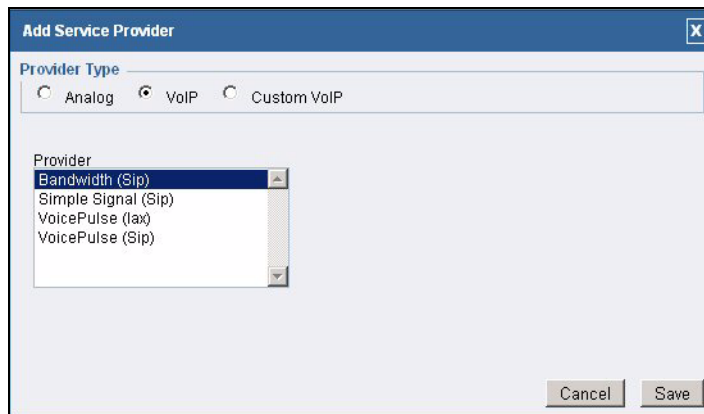 Add Service Provider X
Provider Type
Analog VoIP Custom VoIP
Provider
Bandwidth (Sip)
Simple Signal (Sip)
VoicePulse (Iax)
VoicePulse (Sip)
Cancel Save